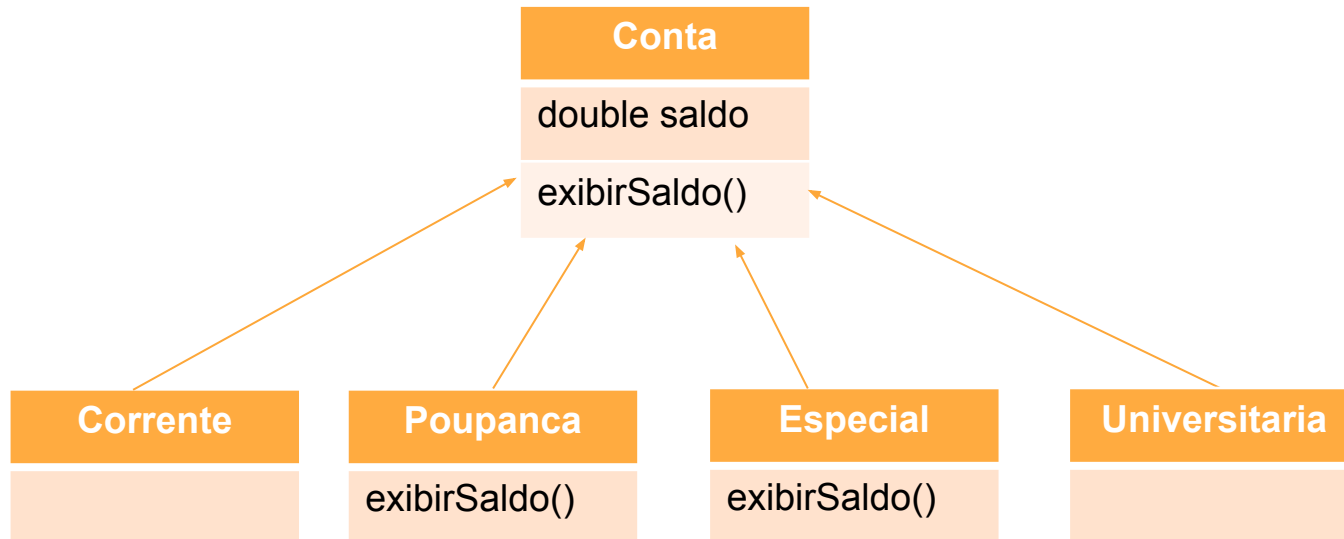 Conta
double saldo
exibirSaldo()
Corrente
Poupanca
exibirSaldo()
Especial
exibirSaldo()
Universitaria